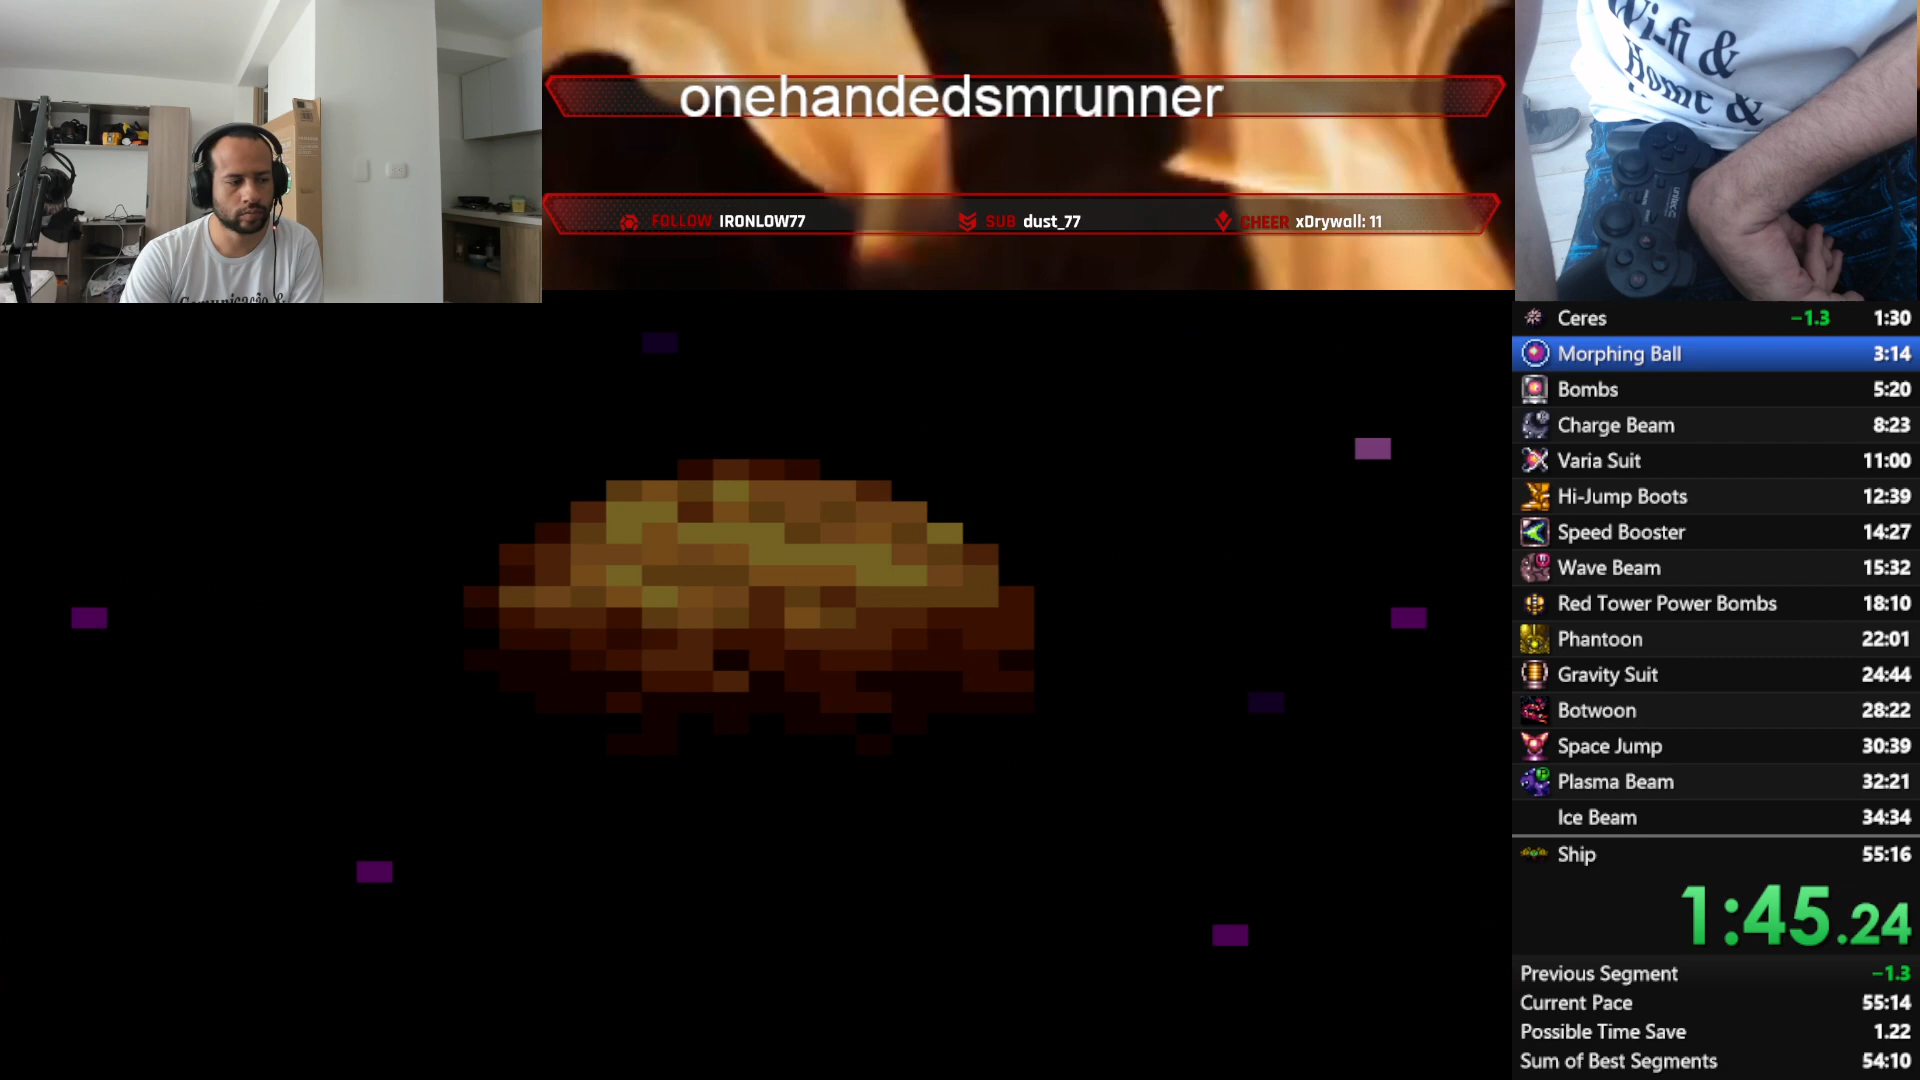 onehandedsmrunner
FOLLOW IRONLOW77
SUB dust_77
CHEER xDrywall: 11
Wi-fi &
Home &
Comunicação &
Ceres -1.3 1:30
Morphing Ball 3:14
Bombs 5:20
Charge Beam 8:23
Varia Suit 11:00
Hi-Jump Boots 12:39
Speed Booster 14:27
Wave Beam 15:32
Red Tower Power Bombs 18:10
Phantoon 22:01
Gravity Suit 24:44
Botwoon 28:22
Space Jump 30:39
Plasma Beam 32:21
Ice Beam 34:34
Ship 55:16
1:45.24
Previous Segment -1.3
Current Pace 55:14
Possible Time Save 1.22
Sum of Best Segments 54:10